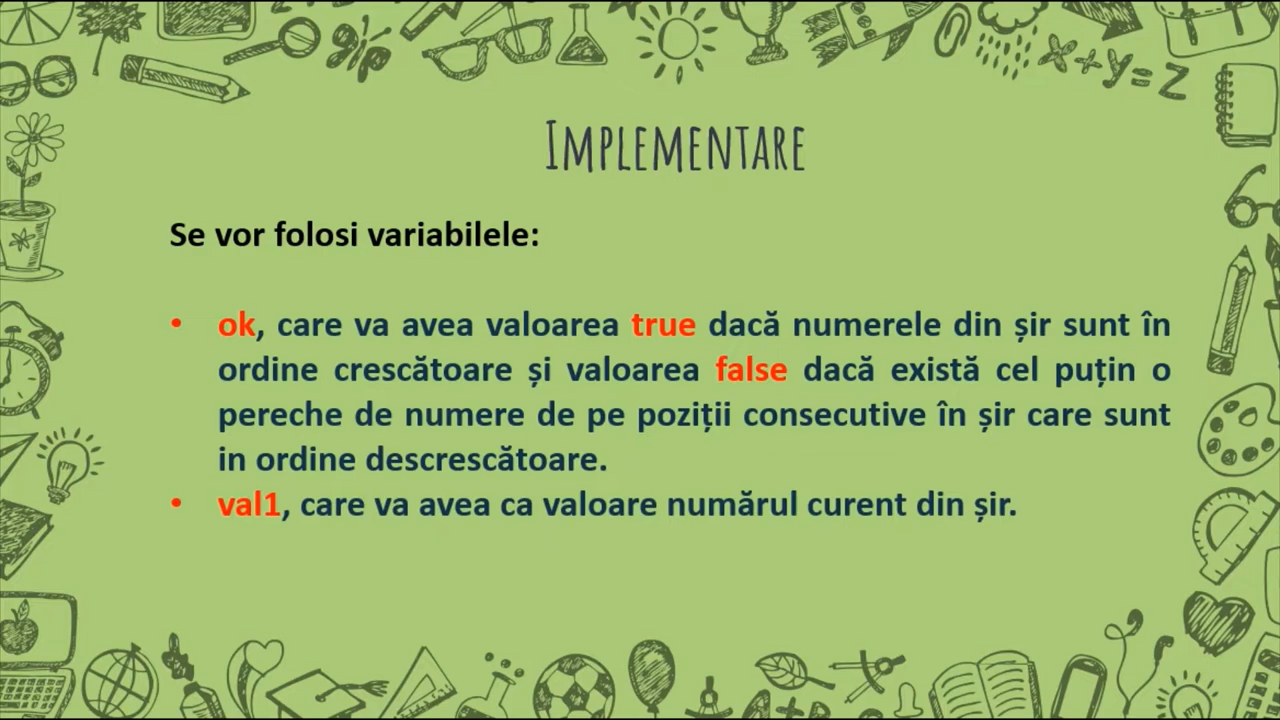 x+y=z
IMPLEMENTARE
Se vor folosi variabilele:
• ok, care va avea valoarea true dacă numerele din șir sunt în
ordine crescătoare și valoarea false dacă există cel puțin o
pereche de numere de pe poziții consecutive în șir care sunt
in ordine descrescătoare.
• val1, care va avea ca valoare numărul curent din șir.